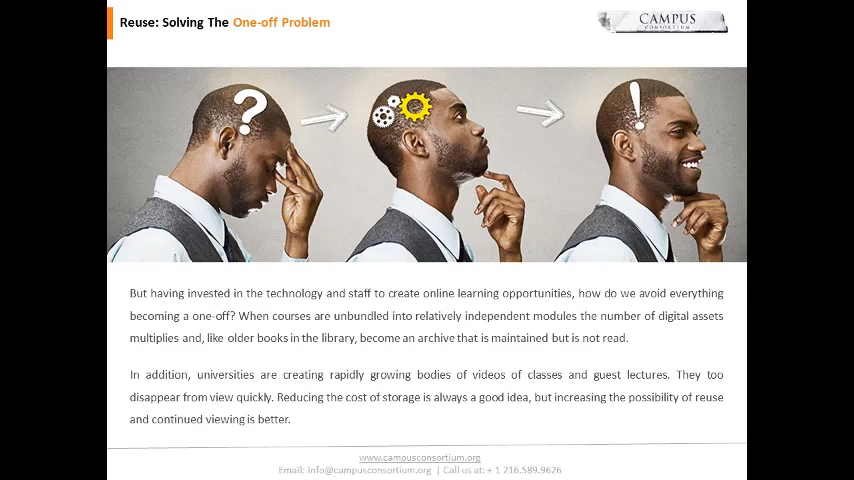 Reuse: Solving The One-off Problem
CAMPUS
CONSORTIUM
?
!
But having invested in the technology and staff to create online learning opportunities, how do we avoid everything
becoming a one-off? When courses are unbundled into relatively independent modules the number of digital assets
multiplies and, like older books in the library, become an archive that is maintained but is not read.
In addition, universities are creating rapidly growing bodies of videos of classes and guest lectures. They too
disappear from view quickly. Reducing the cost of storage is always a good idea, but increasing the possibility of reuse
and continued viewing is better.
www.campusconsortium.org
Email: info@campusconsortium.org | Call us at: + 1 216.589.9626